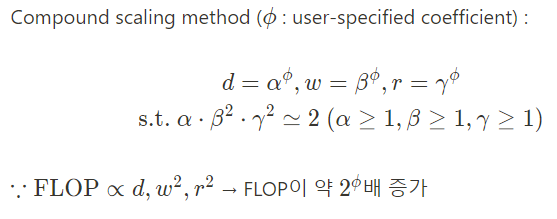 Compound scaling method (ϕ : user-specified coefficient) :
d = α^ϕ, w = β^ϕ, r = γ^ϕ
s.t. α · β² · γ² ≃ 2 (α ≥ 1, β ≥ 1, γ ≥ 1)
∵ FLOP ∝ d, w², r² → FLOP이 약 2^ϕ배 증가